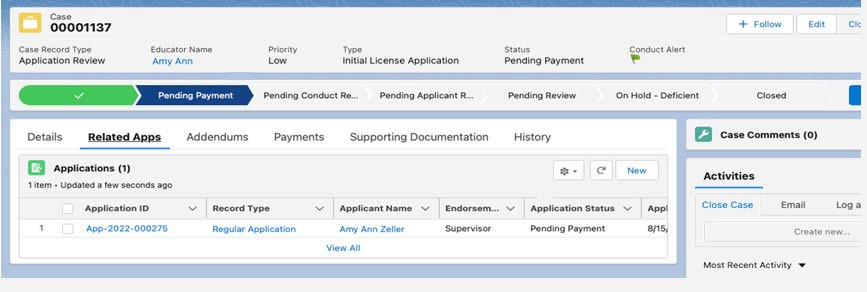 Case
00001137
+ Follow
Edit
Clo
Case Record Type
Application Review
Educator Name
Amy Ann
Priority
Low
Type
Initial License Application
Status
Pending Payment
Conduct Alert
Pending Payment
Pending Conduct Re...
Pending Applicant R...
Pending Review
On Hold - Deficient
Closed
Details
Related Apps
Addendums
Payments
Supporting Documentation
History
Applications (1)
1 item • Updated a few seconds ago
New
Application ID
Record Type
Applicant Name
Endorsem...
Application Status
Appl
1
App-2022-000275
Regular Application
Amy Ann Zeller
Supervisor
Pending Payment
8/15/
View All
Case Comments (0)
Activities
Close Case
Email
Log a
Create new...
Most Recent Activity